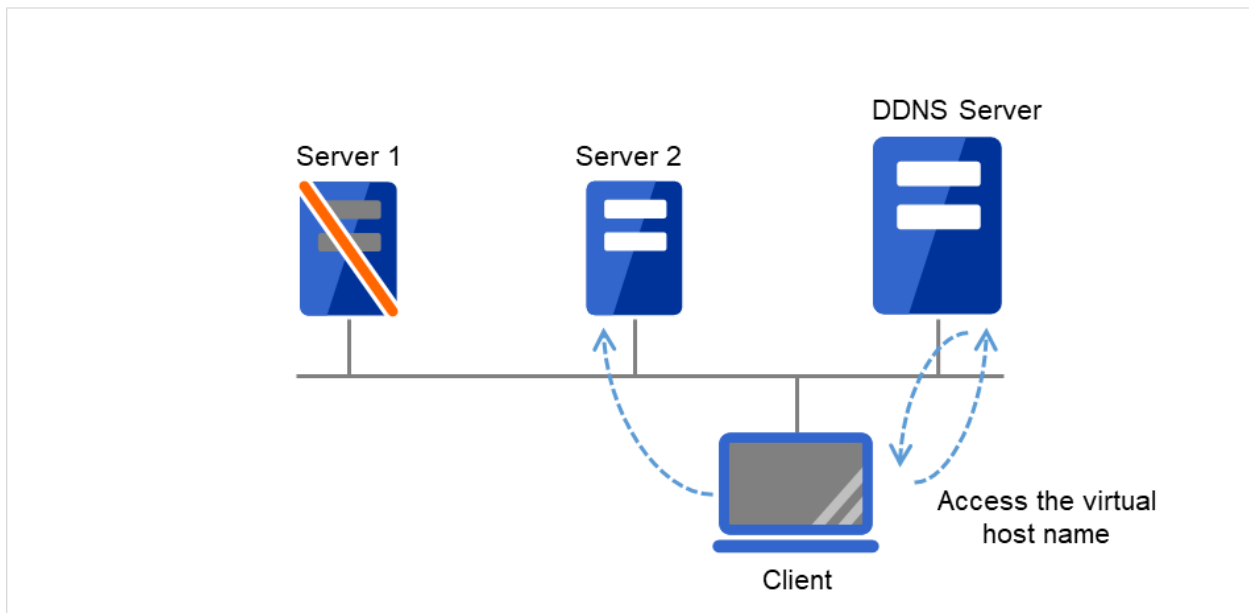 DDNS Server
Server 1
Server 2
Access the virtual
host name
Client